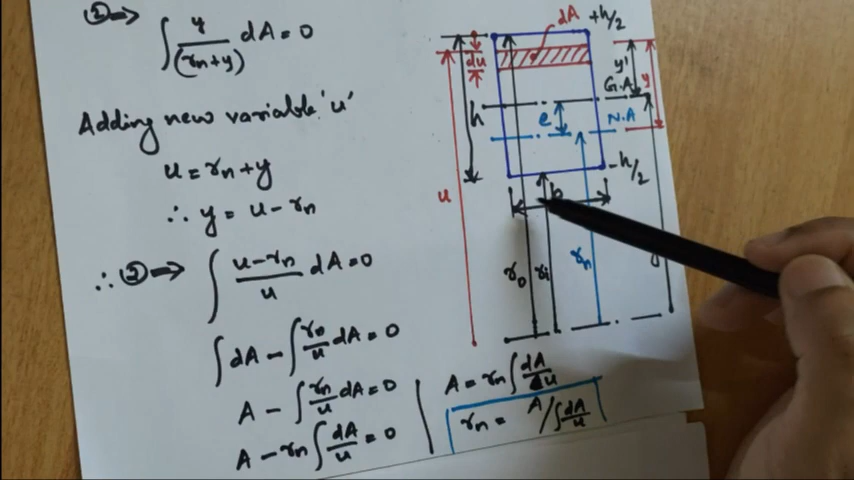 ② ⇒
∫ y/(rn+y) dA = 0
Adding new variable 'u'
u = rn + y
∴ y = u - rn
∴ ② ⇒ ∫ u-rn/u dA = 0
∫ dA - ∫ rn/u dA = 0
A - ∫ rn/u dA = 0
A - rn ∫ dA/u = 0
A = rn ∫ dA/u
rn = A/∫ dA/u
dA
+h/2
du
y'
y
G.A
h
e
N.A
-h/2
u
b
ro
ri
rn